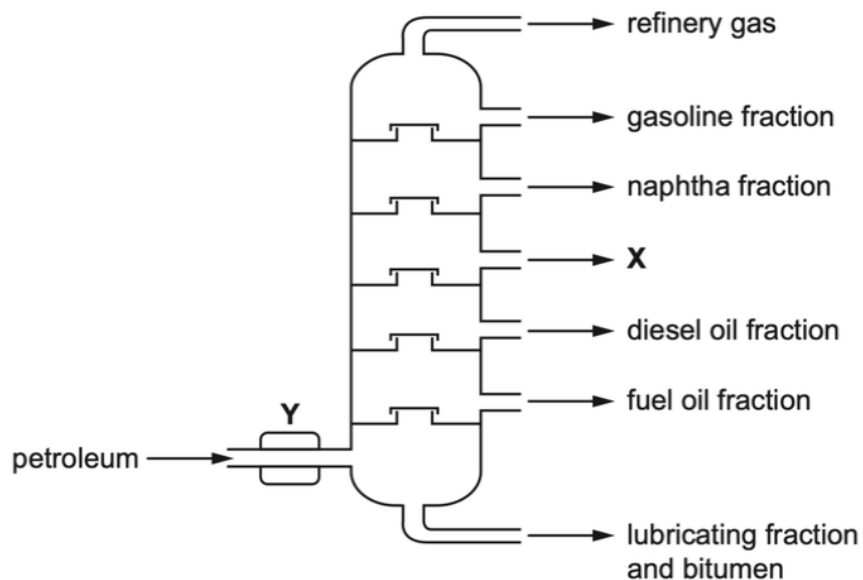 refinery gas
gasoline fraction
naphtha fraction
X
diesel oil fraction
fuel oil fraction
Y
petroleum
lubricating fraction
and bitumen